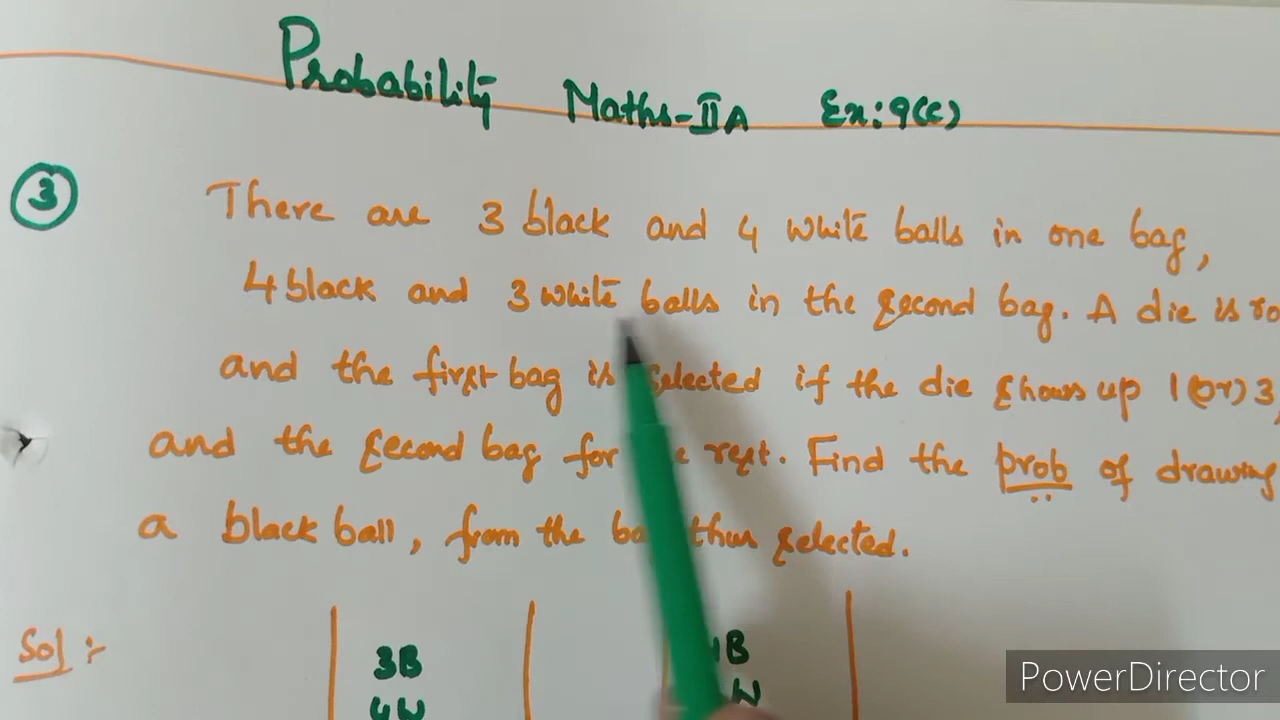 Probability Maths-IIA Ex:9(c)
3 There are 3 black and 4 white balls in one bag,
4 black and 3 white balls in the second bag. A die is ro
and the first bag is selected if the die shows up 1(or)3,
and the second bag for rest. Find the prob of drawing
a black ball, from the thus selected.
Sol :-
3B B
4W W
PowerDirector